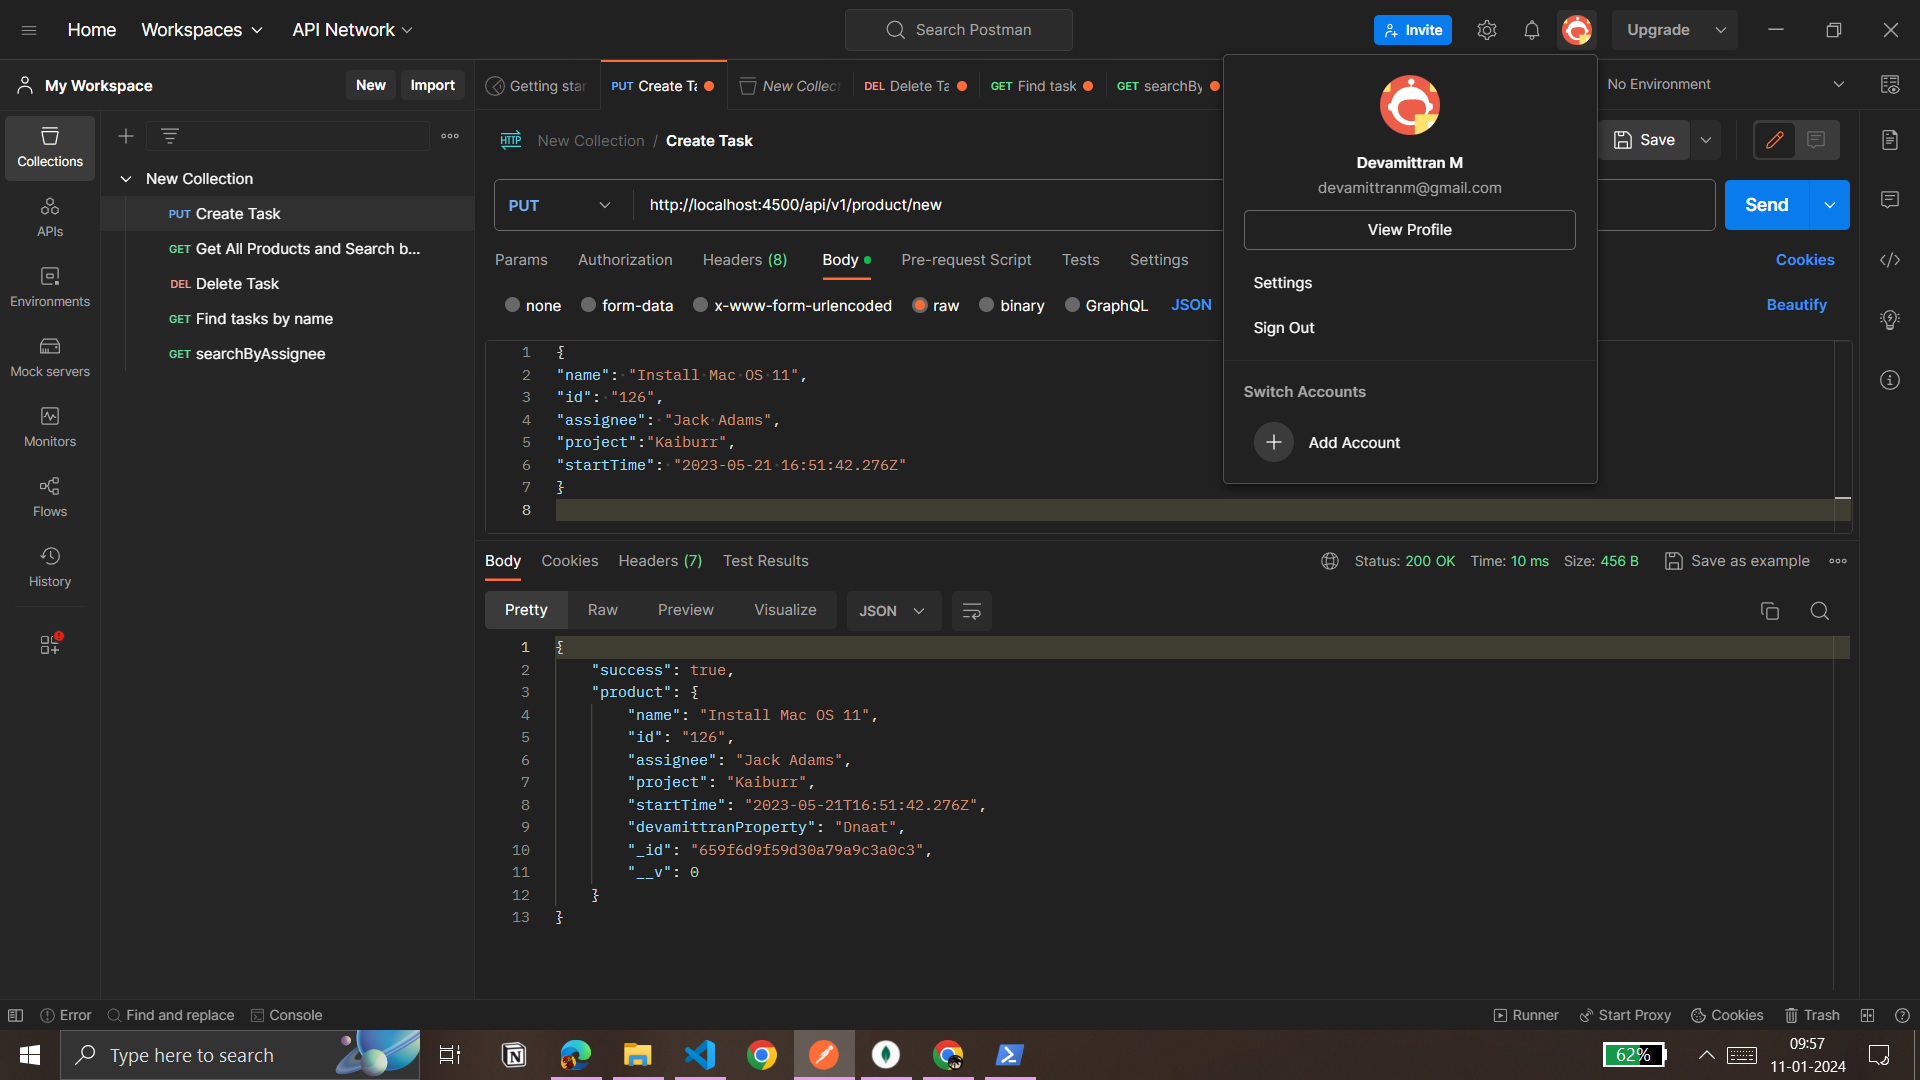 Home
Workspaces
API Network
Search Postman
Invite
Upgrade
My Workspace
New
Import
Getting star
PUT Create Ta
New Collect
DEL Delete Ta
GET Find task
GET searchBy
No Environment
Collections
APIs
Environments
Mock servers
Monitors
Flows
History
New Collection
PUT Create Task
GET Get All Products and Search b...
DEL Delete Task
GET Find tasks by name
GET searchByAssignee
HTTP New Collection / Create Task
Save
PUT http://localhost:4500/api/v1/product/new
Send
Params Authorization Headers (8) Body Pre-request Script Tests Settings
Cookies
none form-data x-www-form-urlencoded raw binary GraphQL JSON
Beautify
1 {
2 "name": "Install Mac OS 11",
3 "id": "126",
4 "assignee": "Jack Adams",
5 "project":"Kaiburr",
6 "startTime": "2023-05-21 16:51:42.276Z"
7 }
8
Devamittran M
devamittranm@gmail.com
View Profile
Settings
Sign Out
Switch Accounts
Add Account
Body Cookies Headers (7) Test Results
Status: 200 OK Time: 10 ms Size: 456 B Save as example
Pretty Raw Preview Visualize JSON
1 {
2 "success": true,
3 "product": {
4 "name": "Install Mac OS 11",
5 "id": "126",
6 "assignee": "Jack Adams",
7 "project": "Kaiburr",
8 "startTime": "2023-05-21T16:51:42.276Z",
9 "devamittranProperty": "Dnaat",
10 "_id": "659f6d9f59d30a79a9c3a0c3",
11 "__v": 0
12 }
13 }
Error Find and replace Console
Runner Start Proxy Cookies Trash
Type here to search
62%
09:57
11-01-2024